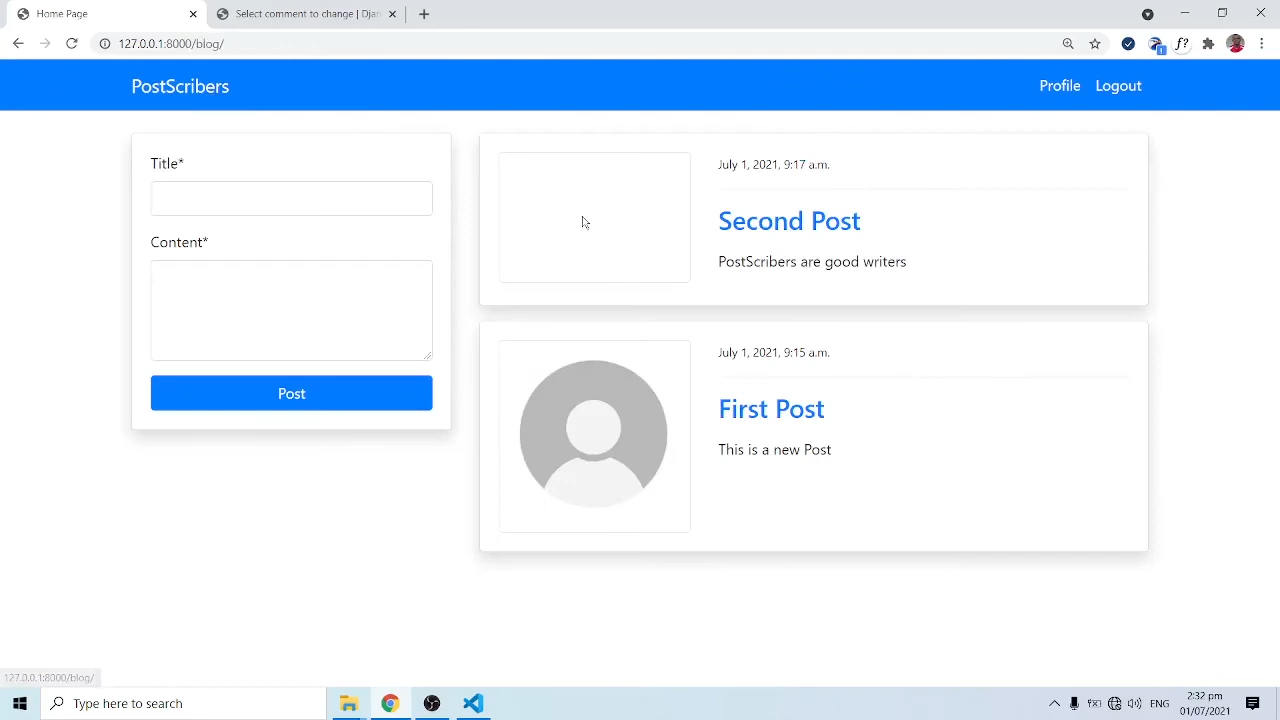 Home Page
Select comment to change | Djan
127.0.0.1:8000/blog/
PostScribers
Profile
Logout
Title*
Content*
Post
July 1, 2021, 9:17 a.m.
Second Post
PostScribers are good writers
July 1, 2021, 9:15 a.m.
First Post
This is a new Post
127.0.0.1:8000/blog/
Type here to search
ENG
2:32 pm
01/07/2021